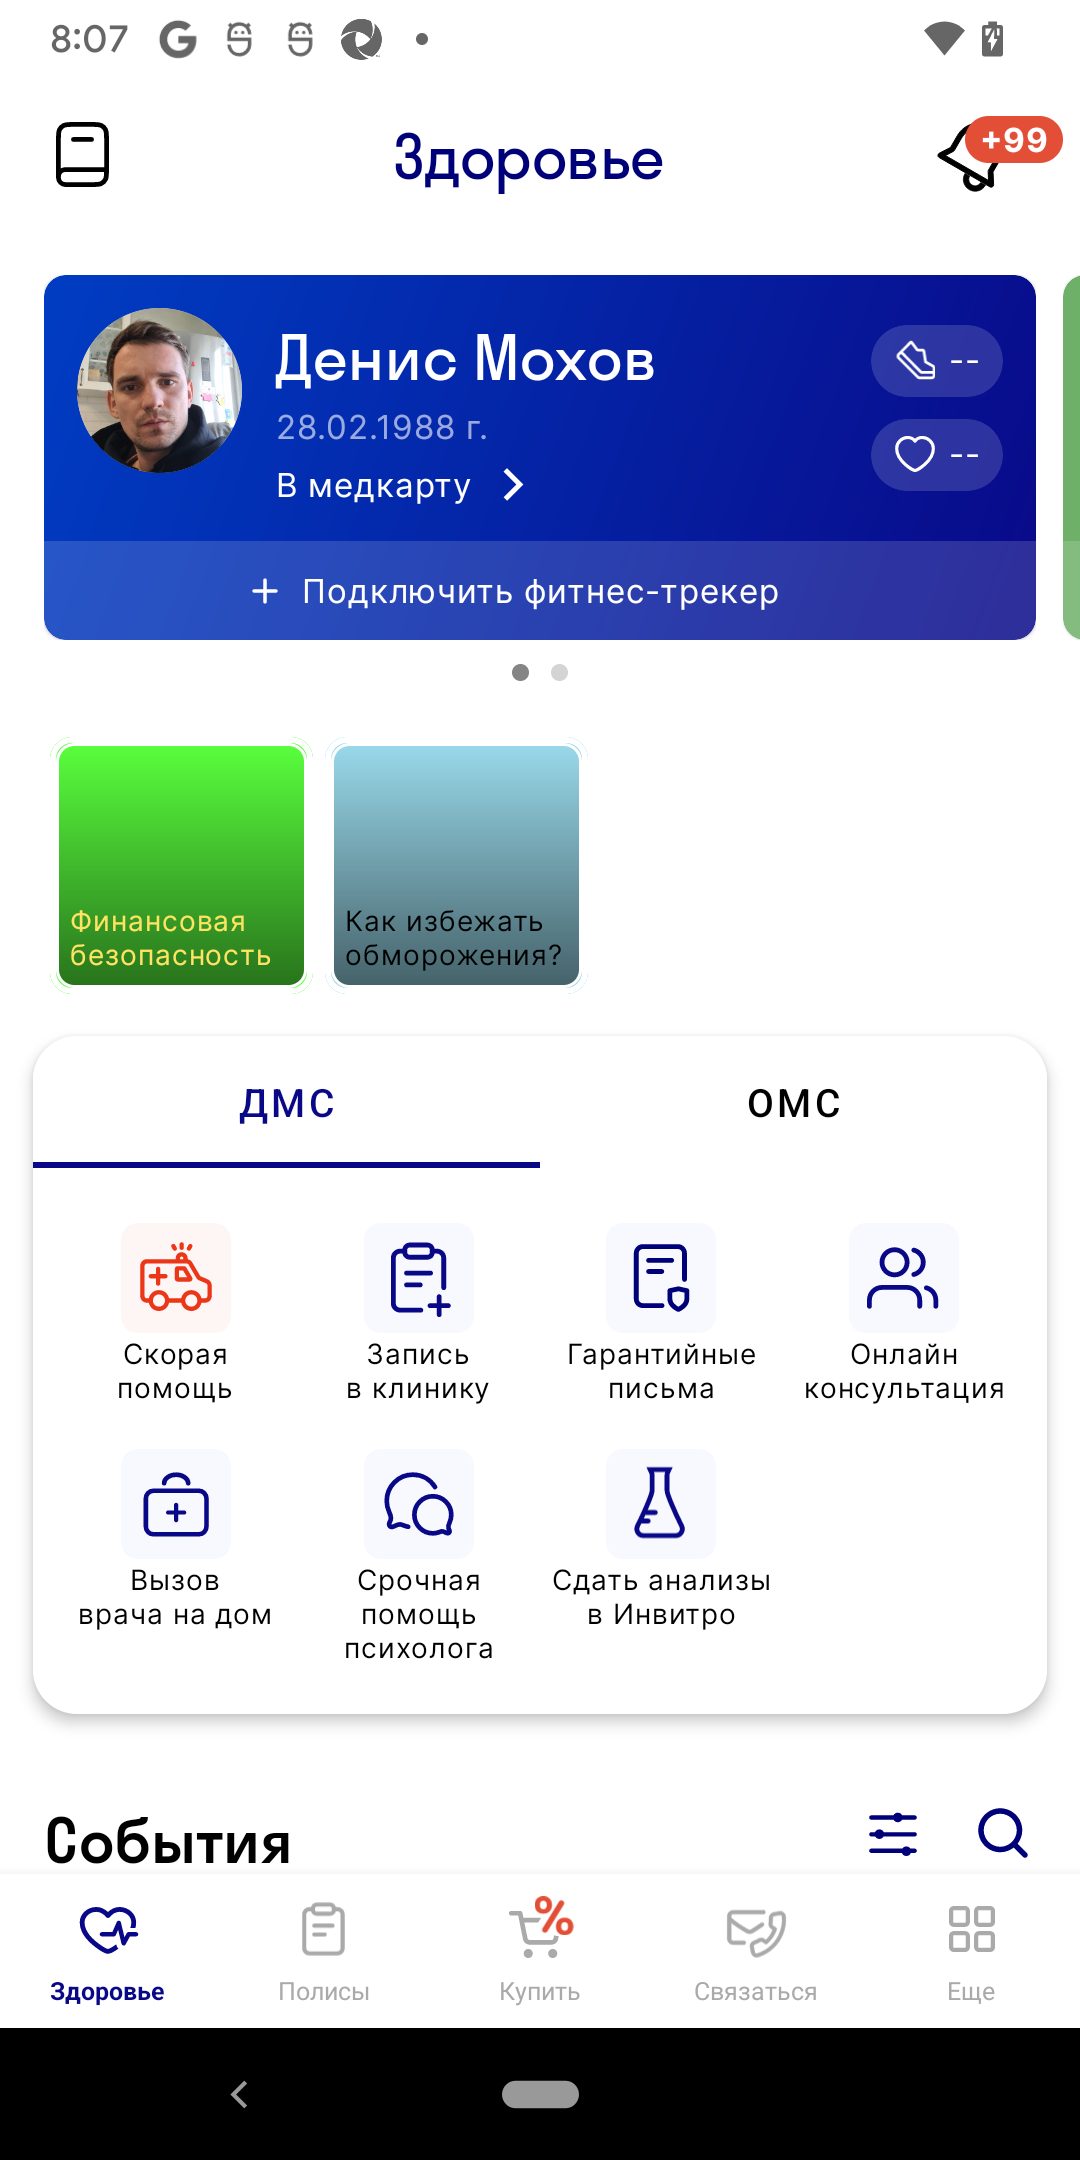 8:07
Здоровье
+99
Денис Мохов
28.02.1988 г.
В медкарту
--
--
+ Подключить фитнес-трекер
Финансовая
безопасность
Как избежать
обморожения?
ДМС
ОМС
Скорая
помощь
Запись
в клинику
Гарантийные
письма
Онлайн
консультация
Вызов
врача на дом
Срочная
помощь
психолога
Сдать анализы
в Инвитро
События
%
Здоровье
Полисы
Купить
Связаться
Еще